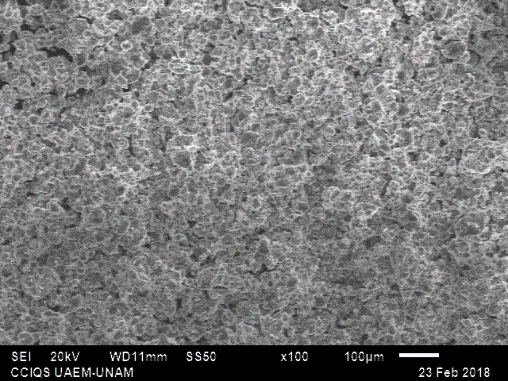 SEI 20kV WD11mm SS50 x100 100µm
CCIQS UAEM-UNAM 23 Feb 2018